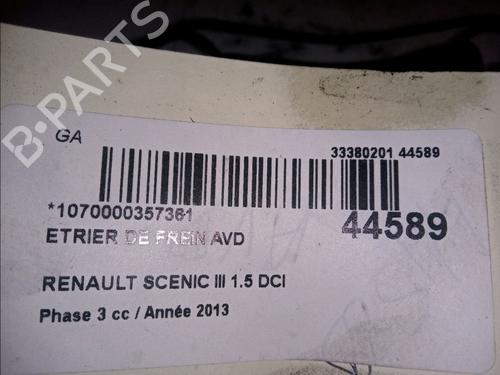 GA
33380201 44589
*1070000357361
44589
ETRIER DE FREIN AVD
RENAULT SCENIC III 1.5 DCI
Phase 3 cc / Année 2013
B-PARTS